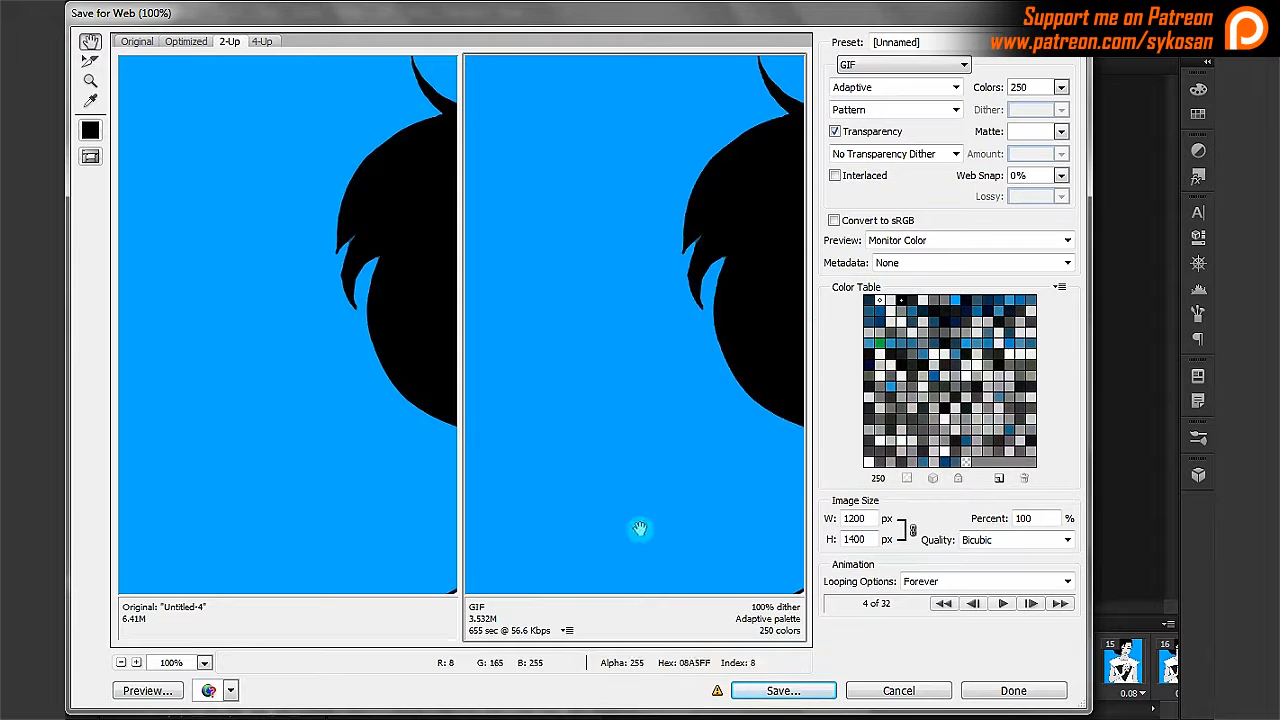 Save for Web (100%)
Support me on Patreon
www.patreon.com/sykosan
Original Optimized 2-Up 4-Up
Preset: [Unnamed]
GIF
Adaptive Colors: 250
Pattern Dither:
Transparency Matte:
No Transparency Dither Amount:
Interlaced Web Snap: 0%
Lossy:
Convert to sRGB
Preview: Monitor Color
Metadata: None
Color Table
250
Image Size
W: 1200 px Percent: 100 %
H: 1400 px Quality: Bicubic
Animation
Looping Options: Forever
4 of 32
Original: "Untitled-4"
6.41M
GIF 100% dither
3.532M Adaptive palette
655 sec @ 56.6 Kbps 250 colors
100% R: 8 G: 165 B: 255 Alpha: 255 Hex: 08A5FF Index: 8
Preview... Save... Cancel Done
15 16
0.08